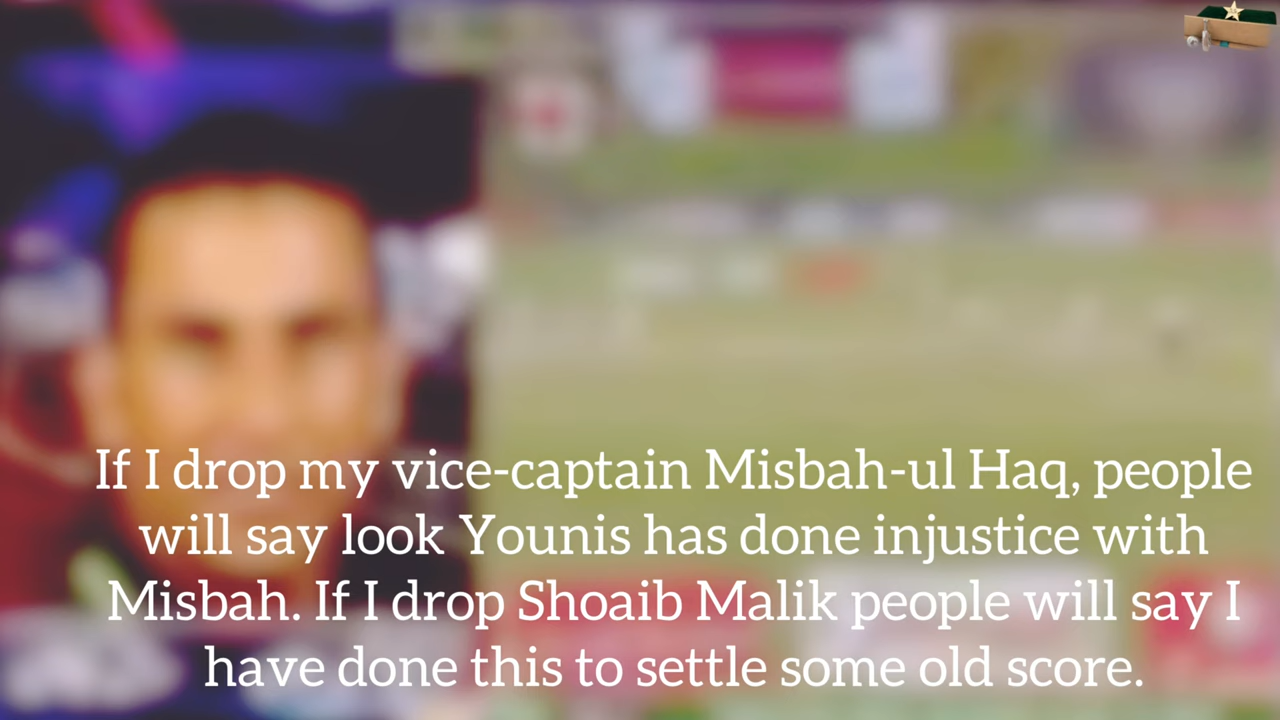 If I drop my vice-captain Misbah-ul Haq, people
will say look Younis has done injustice with
Misbah. If I drop Shoaib Malik people will say I
have done this to settle some old score.